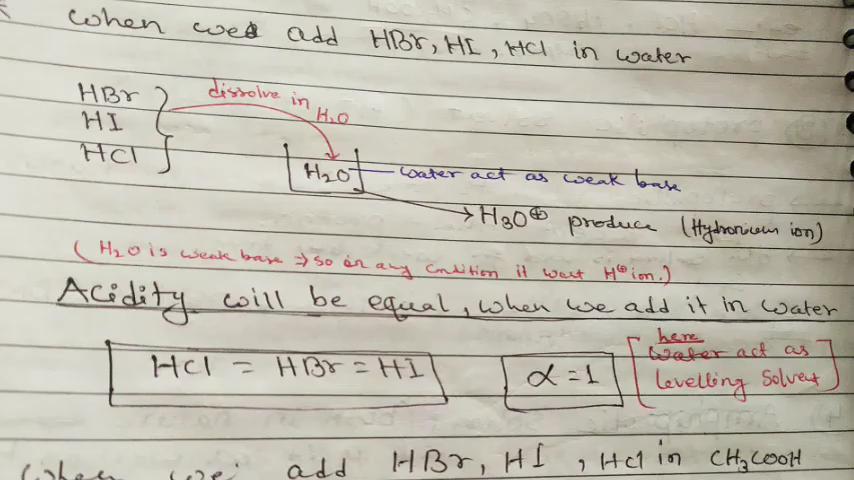 when we add HBr, HI, HCl in water
HBr
HI
HCl
dissolve in H₂O
H₂O
water act as weak base
H₃O⊕ produce (Hydronium ion)
(H₂O is weak base ⇒ so in any condition it want H⊕ ion.)
Acidity will be equal, when we add it in water
HCl = HBr = HI
α = 1
[here water act as
levelling solvent]
when we add HBr, HI, HCl in CH₃COOH